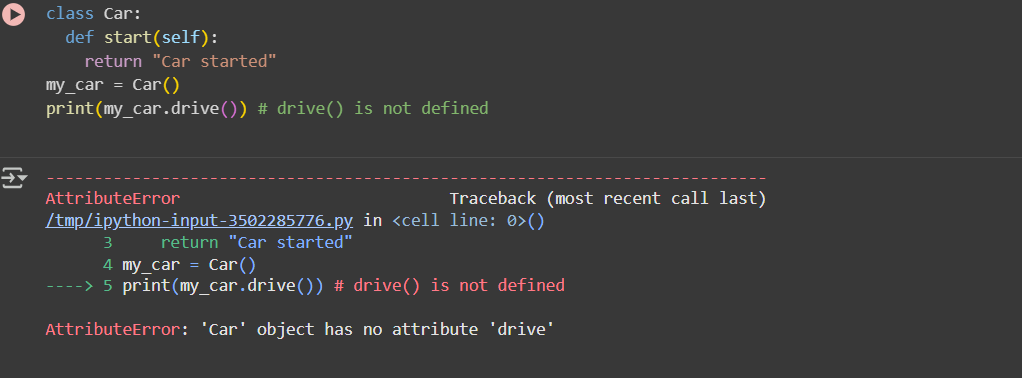 class Car:
  def start(self):
    return "Car started"
my_car = Car()
print(my_car.drive()) # drive() is not defined
---------------------------------------------------------------------------
AttributeError                            Traceback (most recent call last)
/tmp/ipython-input-3502285776.py in <cell line: 0>()
      3     return "Car started"
      4 my_car = Car()
----> 5 print(my_car.drive()) # drive() is not defined
AttributeError: 'Car' object has no attribute 'drive'